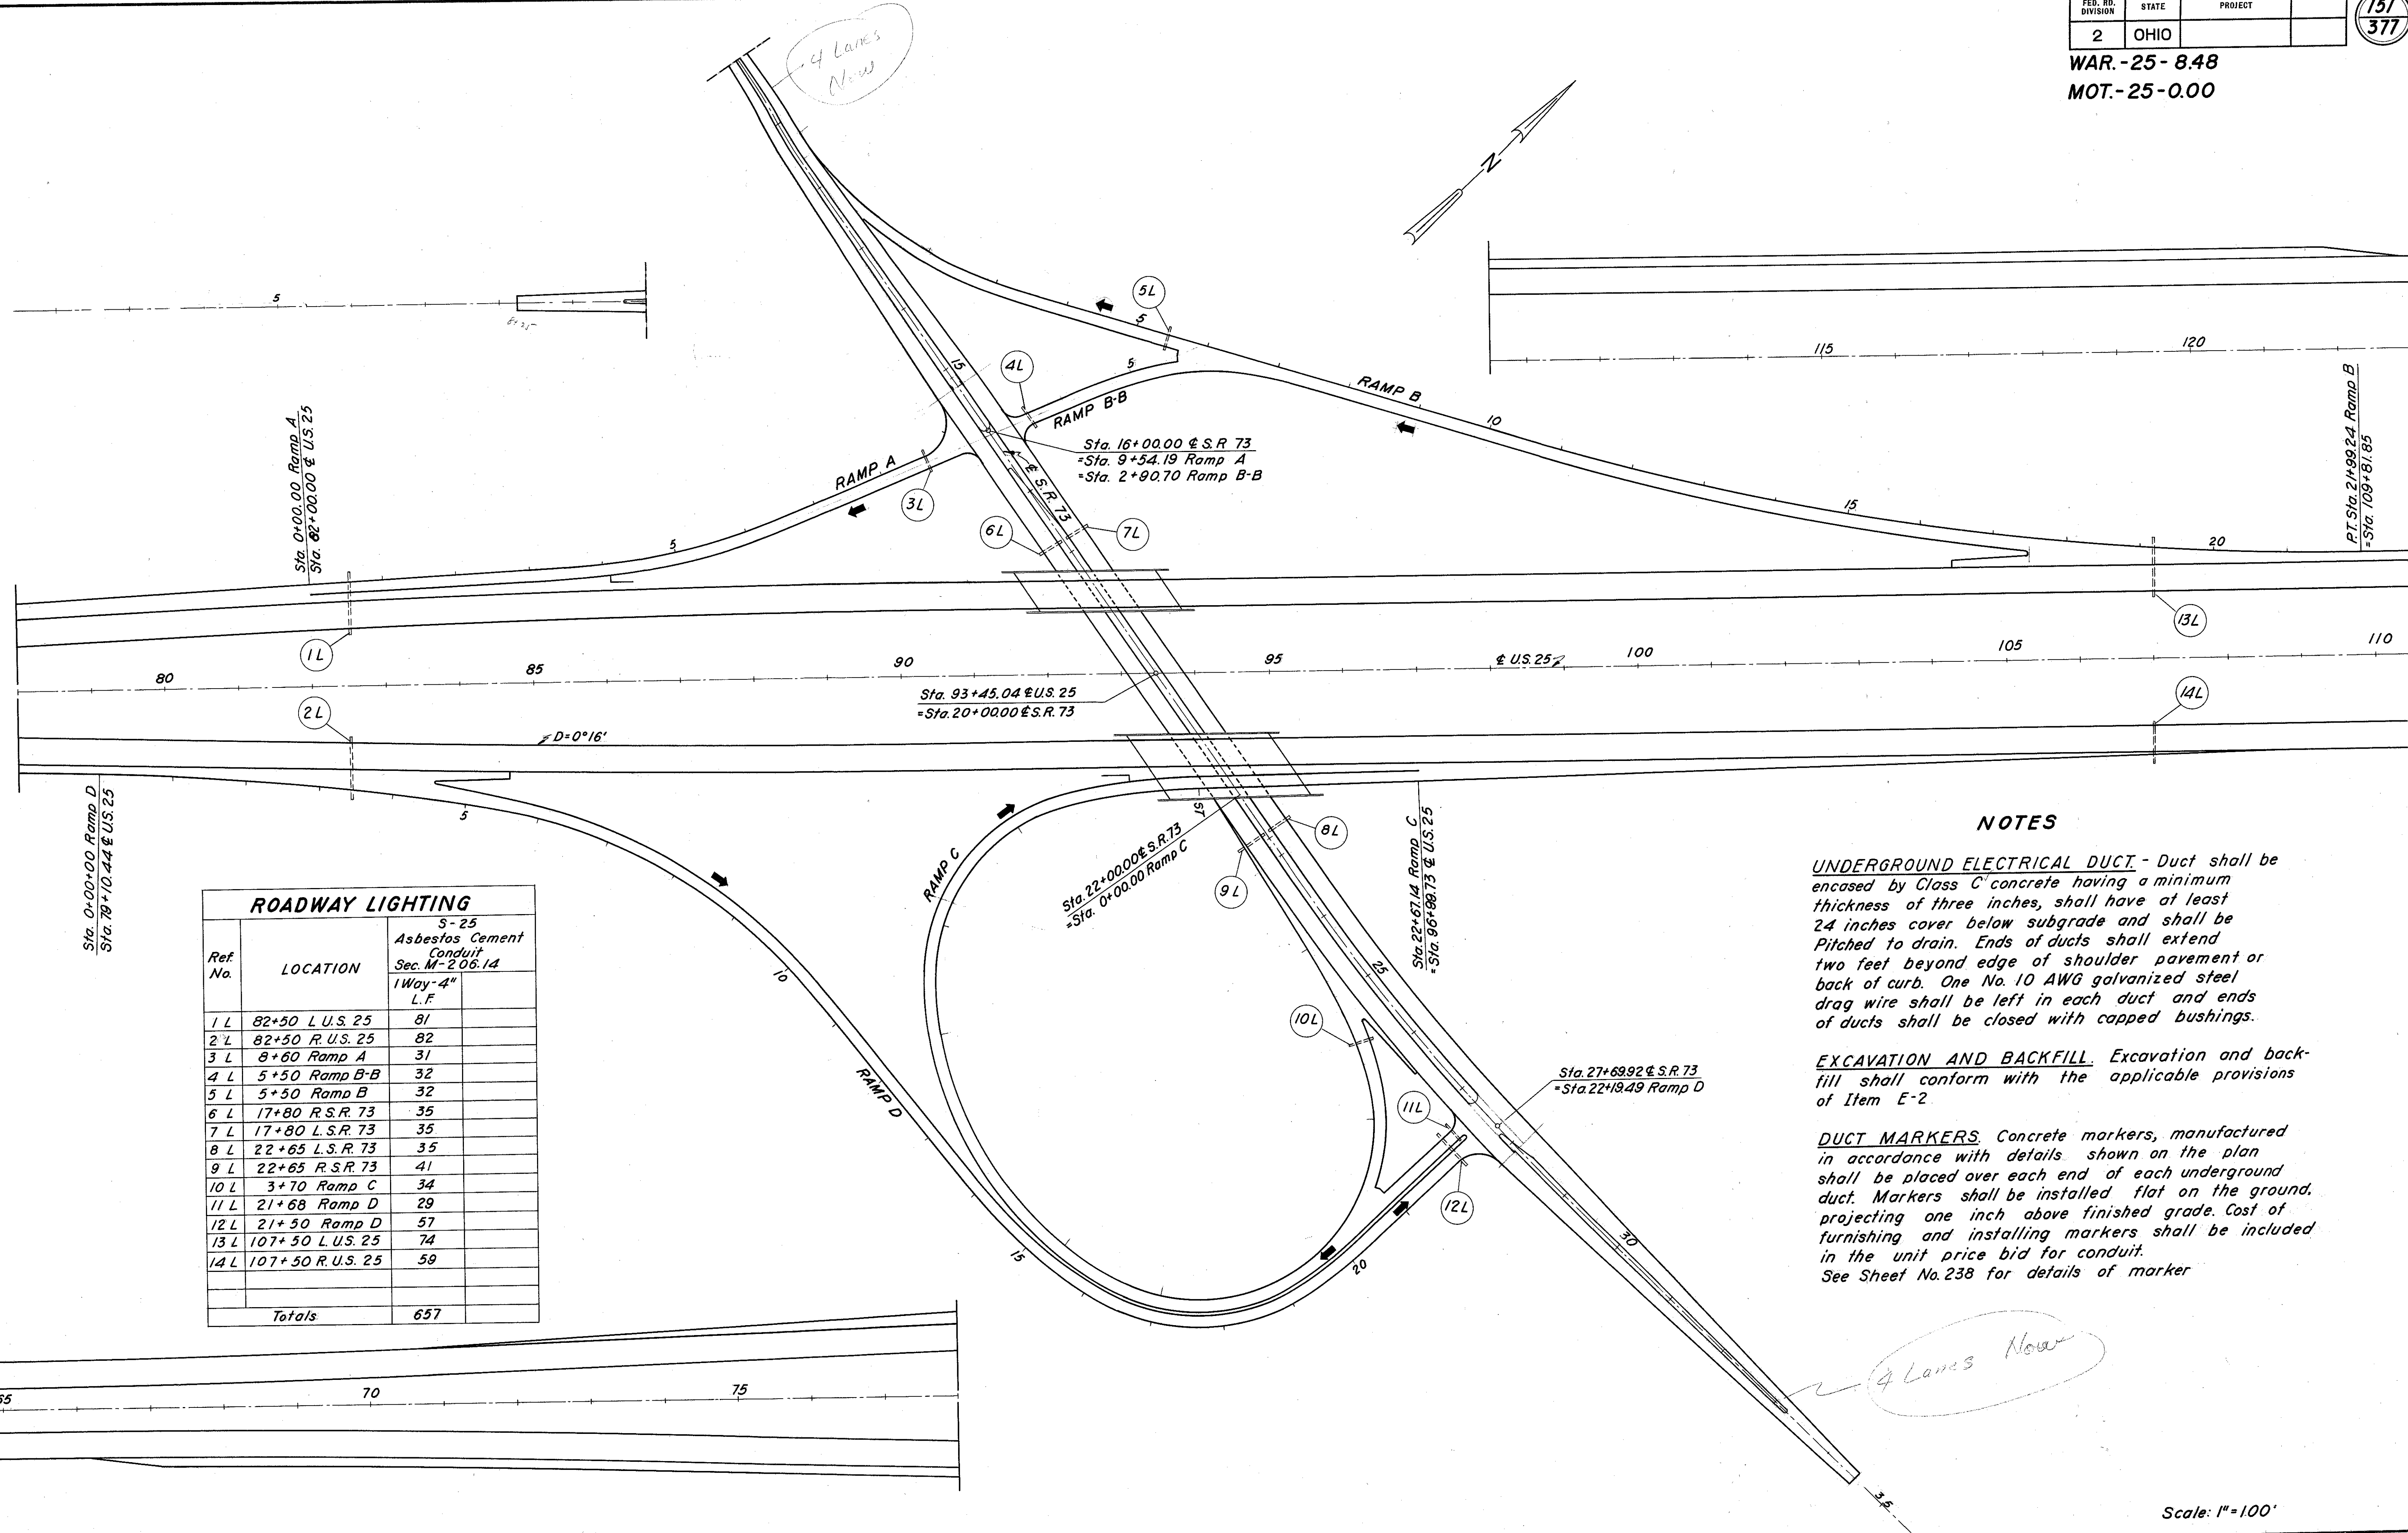 FED. RD. DIVISION STATE PROJECT
2 OHIO
151
377
WAR.-25-8.48
MOT.-25-0.00
4 Lanes
Now
N
5
8+25
115
120
5L
5
4L
5
15
RAMP B-B
RAMP B
10
15
20
Sta. 16+00.00 ℄ S.R. 73
=Sta. 9+54.19 Ramp A
=Sta. 2+90.70 Ramp B-B
℄ S.R. 73
RAMP A
3L
6L
7L
5
Sta. 0+00.00 Ramp A
Sta. 82+00.00 ℄ U.S. 25
P.T. Sta. 21+99.24 Ramp B
=Sta. 109+81.85
1L
13L
80
85
90
95
℄ U.S. 25
100
105
110
Sta. 93+45.04 ℄ U.S. 25
=Sta. 20+00.00 ℄ S.R. 73
2L
14L
D=0°16'
Sta. 0+00+00 Ramp D
Sta. 79+10.44 ℄ U.S. 25
5
57
RAMP C
8L
9L
Sta. 22+00.00 ℄ S.R. 73
=Sta. 0+00.00 Ramp C
Sta. 22+67.14 Ramp C
=Sta. 96+99.73 ℄ U.S. 25
10
25
10L
RAMP D
11L
12L
Sta. 27+69.92 ℄ S.R. 73
=Sta. 22+19.49 Ramp D
15
20
30
35
ROADWAY LIGHTING
Ref. No. LOCATION S-25 Asbestos Cement Conduit Sec. M-206.14
1 Way-4" L.F.
1 L 82+50 L U.S. 25 81
2 L 82+50 R. U.S. 25 82
3 L 8+60 Ramp A 31
4 L 5+50 Ramp B-B 32
5 L 5+50 Ramp B 32
6 L 17+80 R.S.R. 73 35
7 L 17+80 L.S.R. 73 35
8 L 22+65 L.S.R. 73 35
9 L 22+65 R.S.R. 73 41
10 L 3+70 Ramp C 34
11 L 21+68 Ramp D 29
12 L 21+50 Ramp D 57
13 L 107+50 L. U.S. 25 74
14 L 107+50 R. U.S. 25 59
Totals 657
65
70
75
NOTES
UNDERGROUND ELECTRICAL DUCT. - Duct shall be
encased by Class C concrete having a minimum
thickness of three inches, shall have at least
24 inches cover below subgrade and shall be
Pitched to drain. Ends of ducts shall extend
two feet beyond edge of shoulder pavement or
back of curb. One No. 10 AWG galvanized steel
drag wire shall be left in each duct and ends
of ducts shall be closed with capped bushings.
EXCAVATION AND BACKFILL. Excavation and back-
fill shall conform with the applicable provisions
of Item E-2
DUCT MARKERS. Concrete markers, manufactured
in accordance with details shown on the plan
shall be placed over each end of each underground
duct. Markers shall be installed flat on the ground,
projecting one inch above finished grade. Cost of
furnishing and installing markers shall be included
in the unit price bid for conduit.
See Sheet No. 238 for details of marker
4 Lanes Now
Scale: 1"=100'